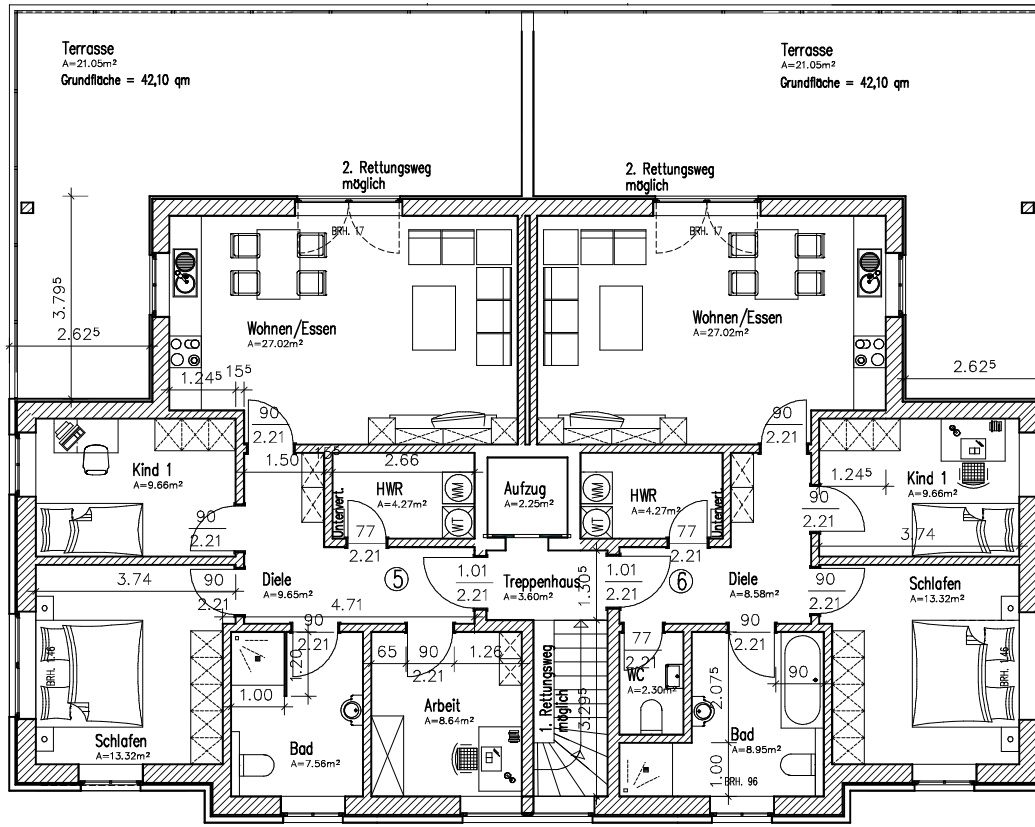 Terrasse
A=21.05m²
Grundfläche = 42,10 qm
Terrasse
A=21.05m²
Grundfläche = 42,10 qm
2. Rettungsweg
möglich
2. Rettungsweg
möglich
BRH. 17
BRH. 17
3.79⁵
2.62⁵
Wohnen/Essen
A=27.02m²
Wohnen/Essen
A=27.02m²
2.62⁵
1.24⁵
15⁵
90
2.21
90
2.21
1.50
15⁵
2.66
Kind 1
A=9.66m²
HWR
A=4.27m²
Untervert.
WM
WT
Aufzug
A=2.25m²
WM
WT
HWR
A=4.27m²
Untervert.
1.24⁵
Kind 1
A=9.66m²
90
2.21
77
2.21
77
2.21
90
2.21
3.74
3.74
90
2.21
Diele
A=9.65m²
5
1.01
2.21
Treppenhaus
A=3.60m²
1.30⁵
1.01
2.21
6
Diele
A=8.58m²
90
2.21
Schlafen
A=13.32m²
4.71
90
2.21
90
2.21
BRH. 1.46
1.20
1.00
65
90
2.21
1.26
1. Rettungsweg
möglich
3.29⁵
77
2.21
WC
A=2.30m²
2.07⁵
90
BRH. 1.46
Schlafen
A=13.32m²
Bad
A=7.56m²
Arbeit
A=8.64m²
Bad
A=8.95m²
1.00
BRH. 96